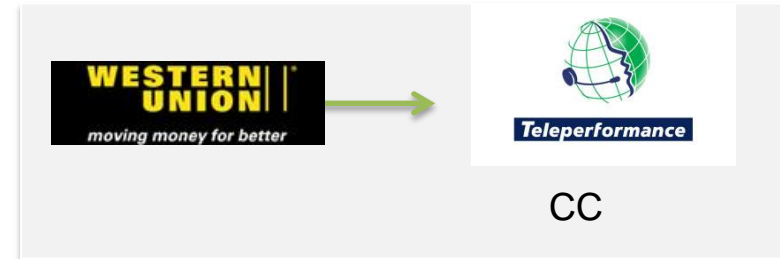 WESTERN
UNION
moving money for better
Teleperformance
CC